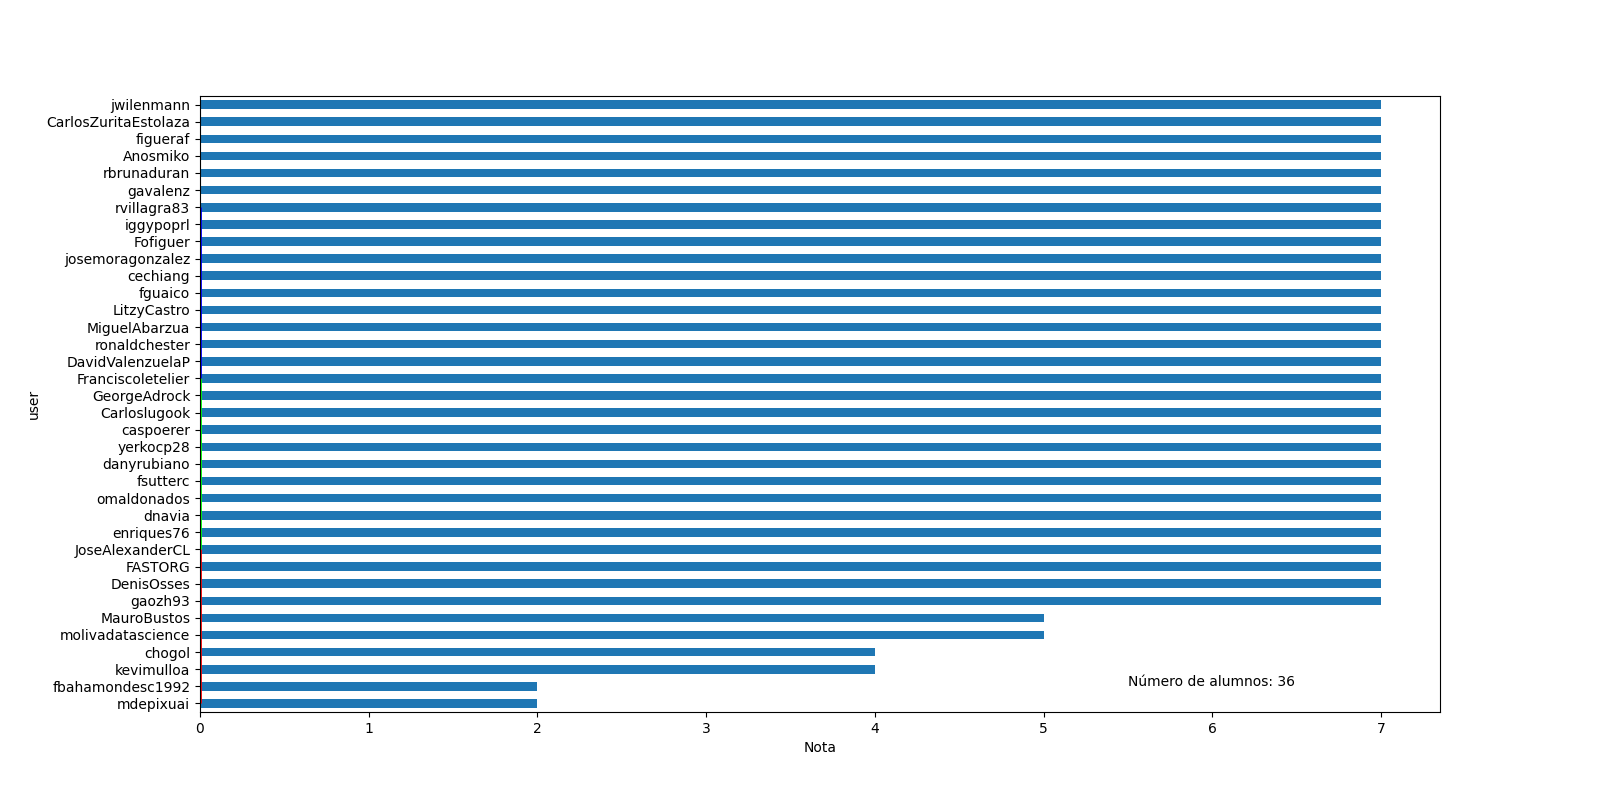 jwilenmann
CarlosZuritaEstolaza
figueraf
Anosmiko
rbrunaduran
gavalenz
rvillagra83
iggypoprl
Fofiguer
josemoragonzalez
cechiang
fguaico
LitzyCastro
MiguelAbarzua
ronaldchester
DavidValenzuelaP
Franciscoletelier
GeorgeAdrock
Carloslugook
caspoerer
yerkocp28
danyrubiano
fsutterc
omaldonados
dnavia
enriques76
JoseAlexanderCL
FASTORG
DenisOsses
gaozh93
MauroBustos
molivadatascience
chogol
kevimulloa
fbahamondesc1992
mdepixuai
user
Número de alumnos: 36
0 1 2 3 4 5 6 7
Nota